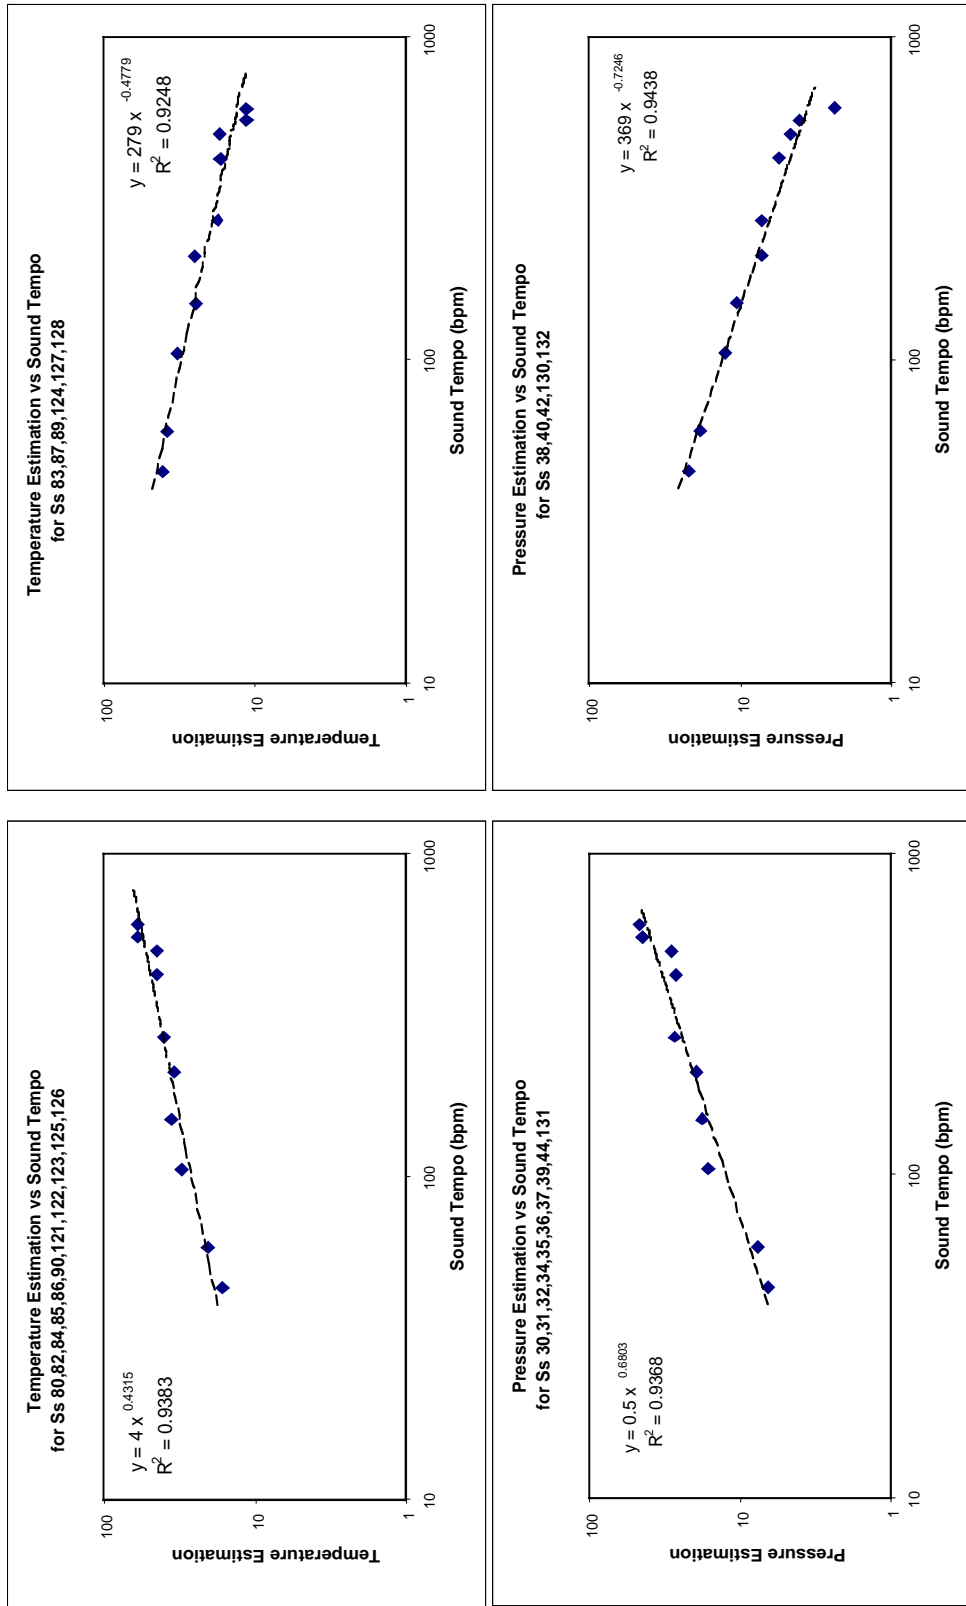 Temperature Estimation vs Sound Tempo
for Ss 80,82,84,85,86,90,121,122,123,125,126
y = 4 x 0.4315
R2 = 0.9383
100
10
1
10
100
1000
Temperature Estimation
Sound Tempo (bpm)
Temperature Estimation vs Sound Tempo
for Ss 83,87,89,124,127,128
y = 279 x -0.4779
R2 = 0.9248
100
10
1
10
100
1000
Temperature Estimation
Sound Tempo (bpm)
Pressure Estimation vs Sound Tempo
for Ss 30,31,32,34,35,36,37,39,44,131
y = 0.5 x 0.6803
R2 = 0.9368
100
10
1
10
100
1000
Pressure Estimation
Sound Tempo (bpm)
Pressure Estimation vs Sound Tempo
for Ss 38,40,42,130,132
y = 369 x -0.7246
R2 = 0.9438
100
10
1
10
100
1000
Pressure Estimation
Sound Tempo (bpm)